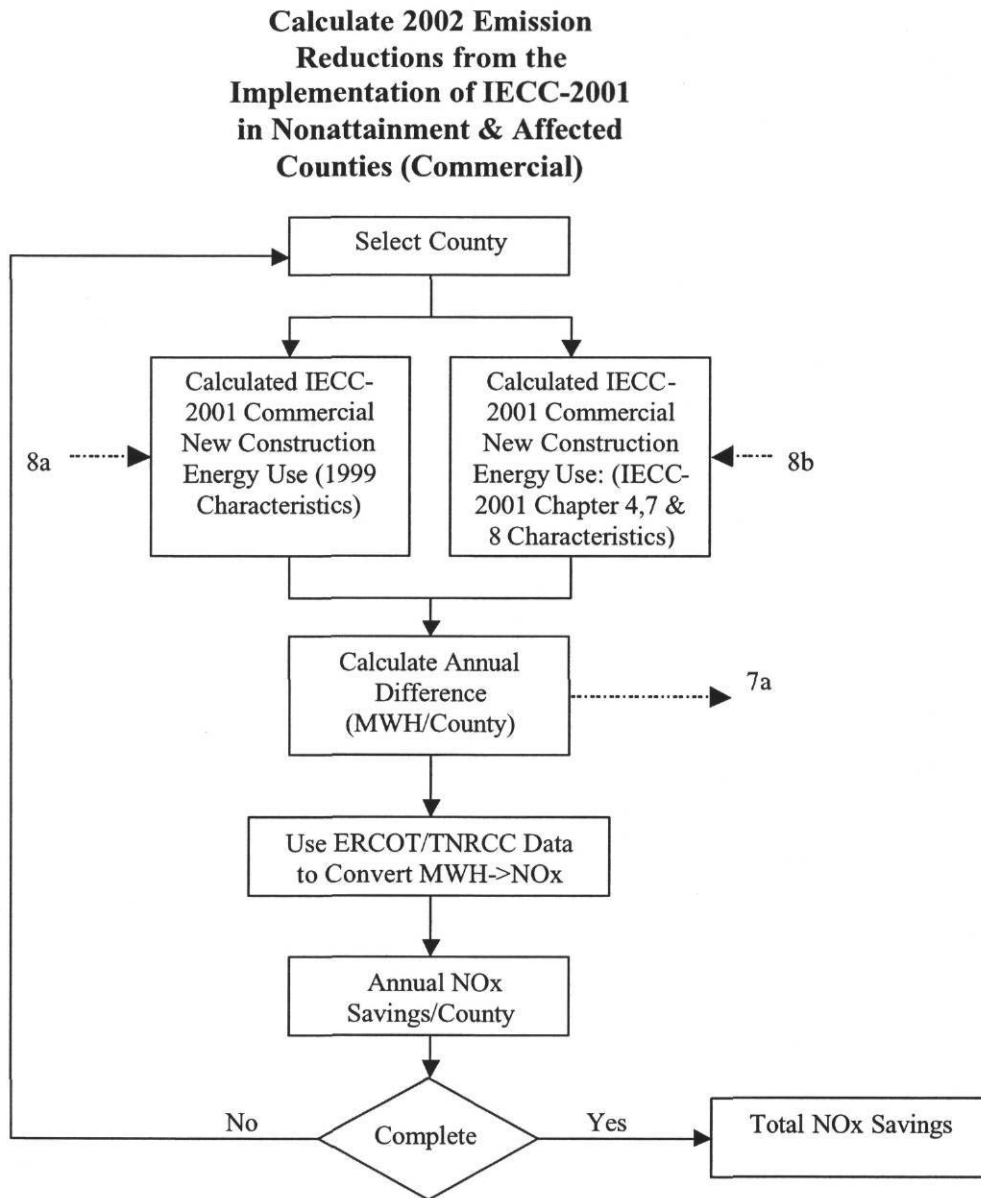 Calculate 2002 Emission
Reductions from the
Implementation of IECC-2001
in Nonattainment & Affected
Counties (Commercial)
Select County
Calculated IECC-
2001 Commercial
New Construction
Energy Use (1999
Characteristics)
Calculated IECC-
2001 Commercial
New Construction
Energy Use: (IECC-
2001 Chapter 4,7 &
8 Characteristics)
8a
8b
Calculate Annual
Difference
(MWH/County)
7a
Use ERCOT/TNRCC Data
to Convert MWH->NOx
Annual NOx
Savings/County
No
Complete
Yes
Total NOx Savings